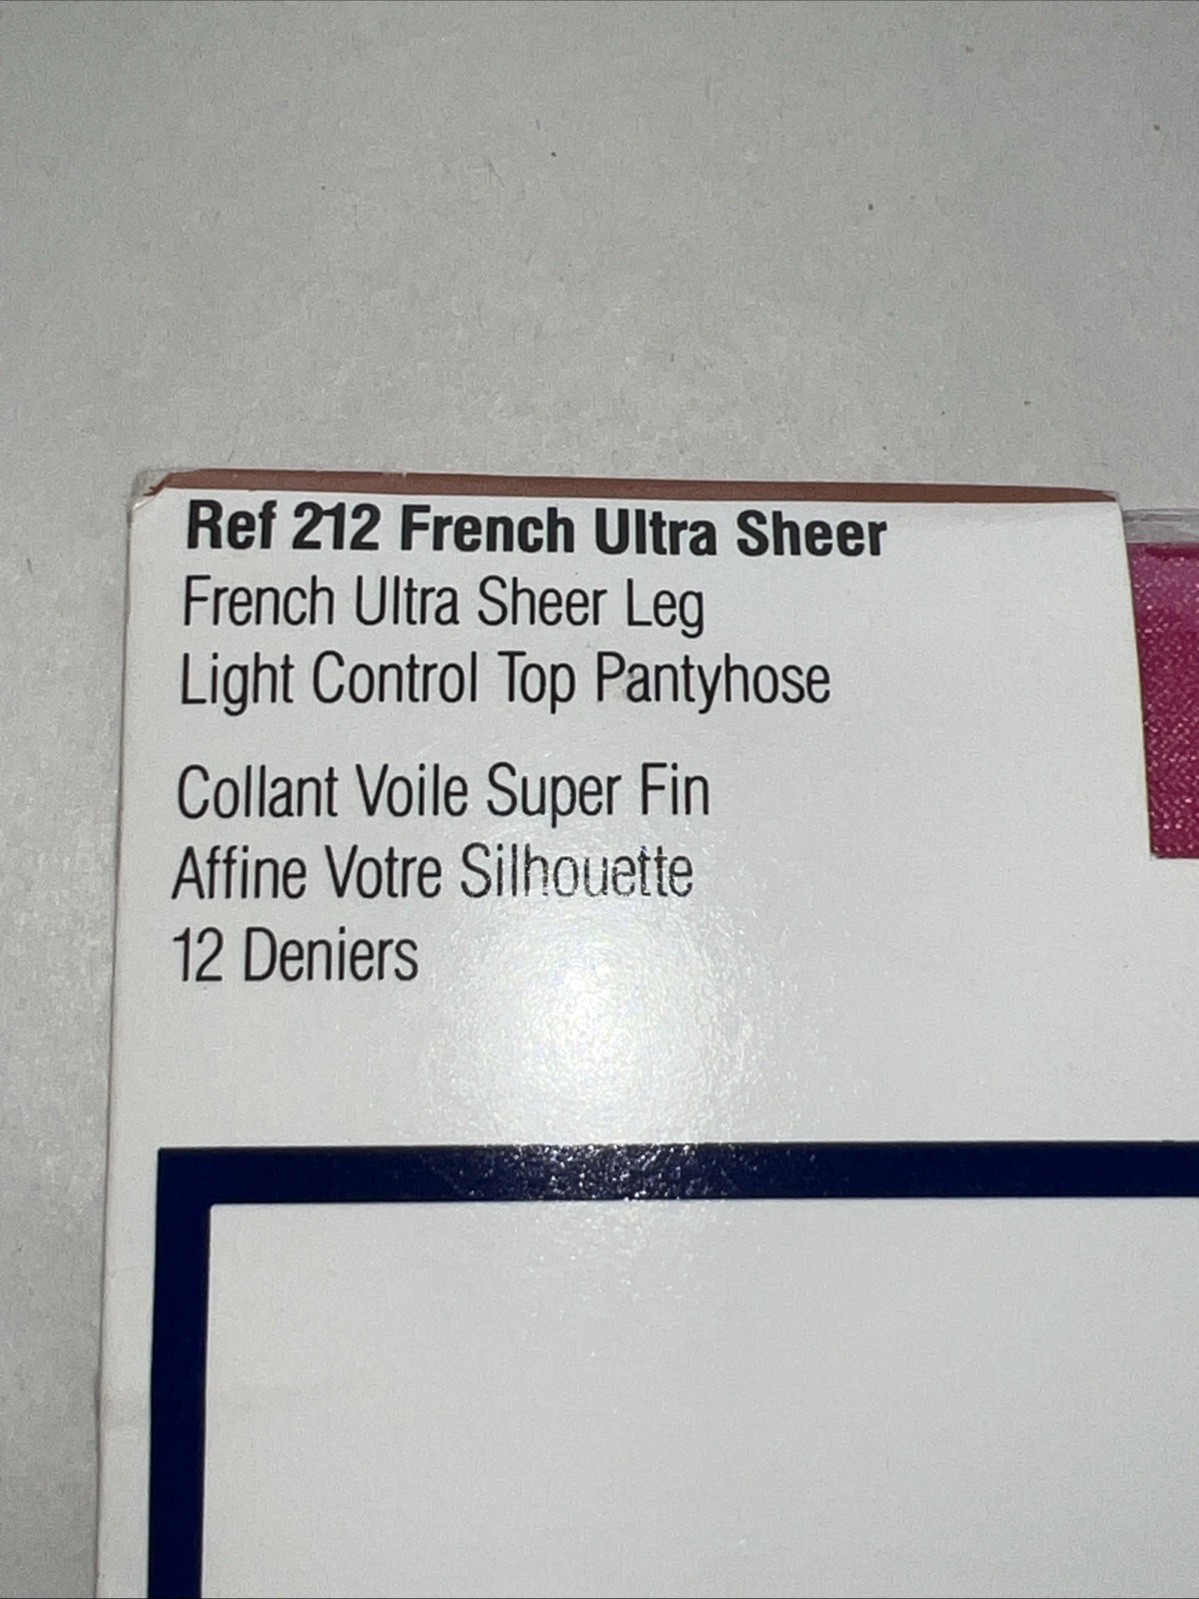 Ref 212 French Ultra Sheer
French Ultra Sheer Leg
Light Control Top Pantyhose
Collant Voile Super Fin
Affine Votre Silhouette
12 Deniers